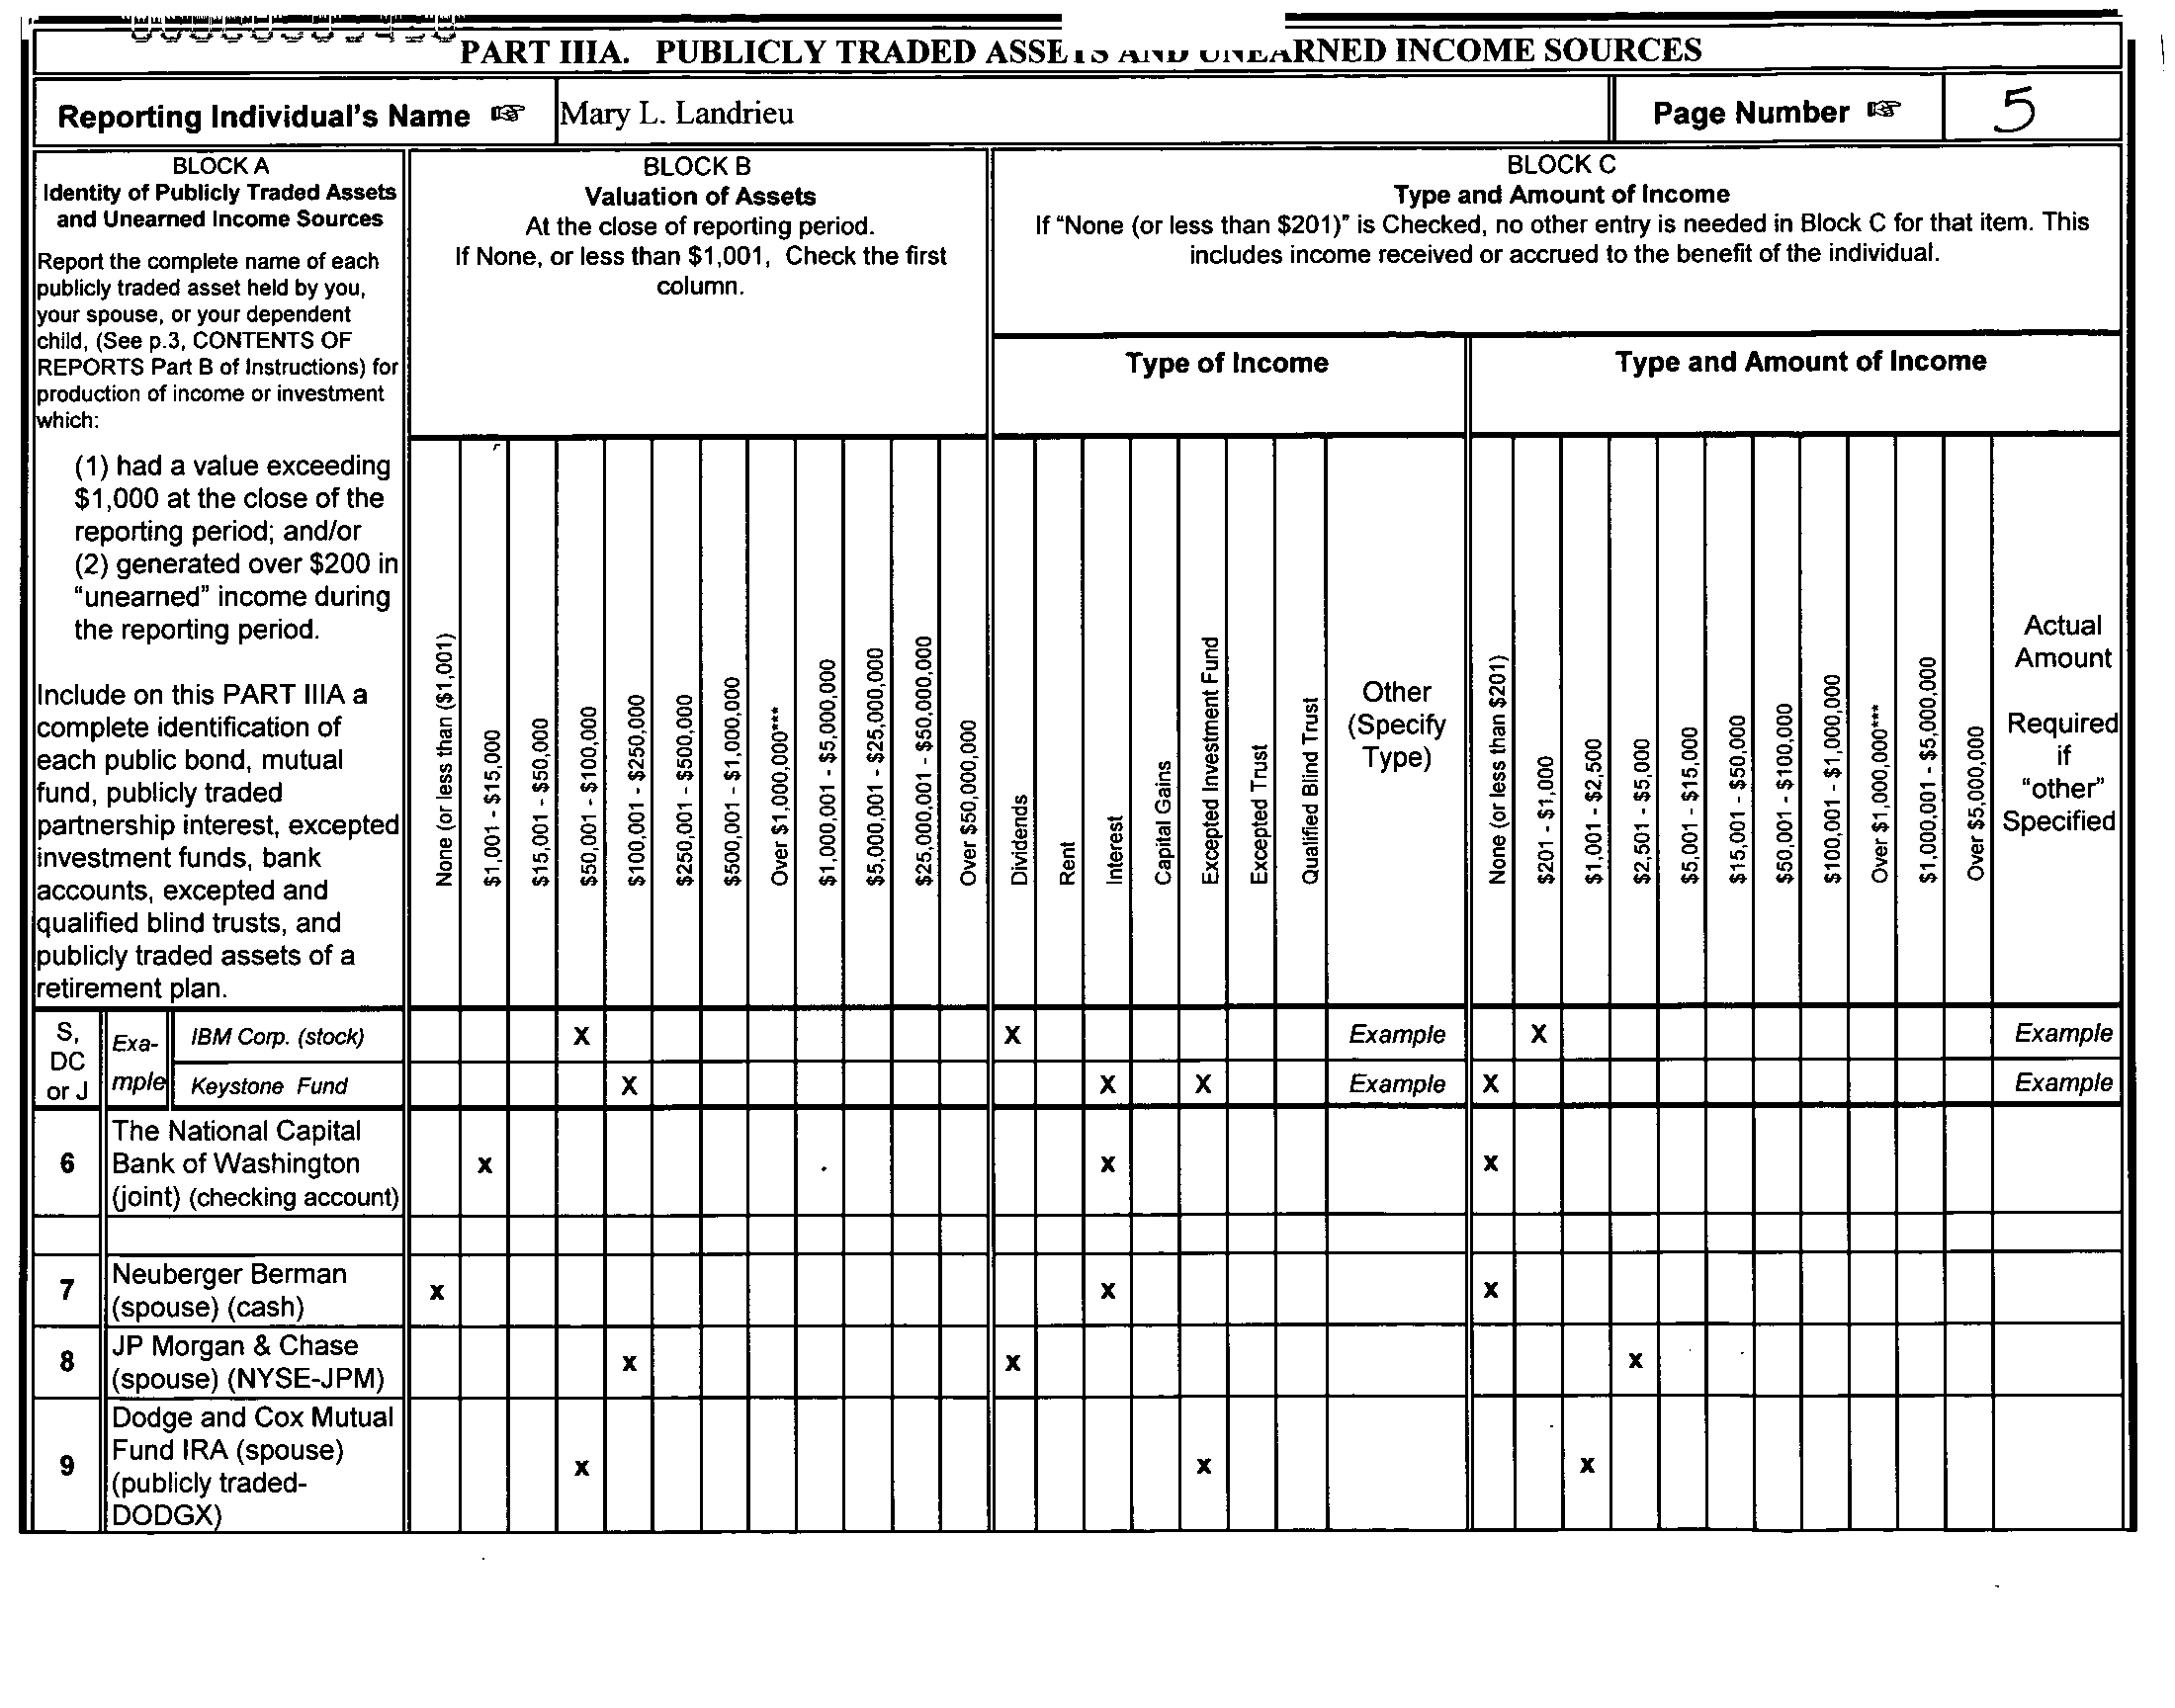 PART IIIA. PUBLICLY TRADED ASSETS AND UNEARNED INCOME SOURCES
Reporting Individual's Name ☞ Mary L. Landrieu
Page Number ☞ 5
BLOCK A
Identity of Publicly Traded Assets
and Unearned Income Sources
Report the complete name of each
publicly traded asset held by you,
your spouse, or your dependent
child, (See p.3, CONTENTS OF
REPORTS Part B of Instructions) for
production of income or investment
which:
(1) had a value exceeding
$1,000 at the close of the
reporting period; and/or
(2) generated over $200 in
"unearned" income during
the reporting period.
Include on this PART IIIA a
complete identification of
each public bond, mutual
fund, publicly traded
partnership interest, excepted
investment funds, bank
accounts, excepted and
qualified blind trusts, and
publicly traded assets of a
retirement plan.
BLOCK B
Valuation of Assets
At the close of reporting period.
If None, or less than $1,001, Check the first
column.
None (or less than ($1,001)
$1,001 - $15,000
$15,001 - $50,000
$50,001 - $100,000
$100,001 - $250,000
$250,001 - $500,000
$500,001 - $1,000,000
Over $1,000,000***
$1,000,001 - $5,000,000
$5,000,001 - $25,000,000
$25,000,001 - $50,000,000
Over $50,000,000
BLOCK C
Type and Amount of Income
If "None (or less than $201)" is Checked, no other entry is needed in Block C for that item. This
includes income received or accrued to the benefit of the individual.
Type of Income
Dividends
Rent
Interest
Capital Gains
Excepted Investment Fund
Excepted Trust
Qualified Blind Trust
Other
(Specify
Type)
Type and Amount of Income
None (or less than $201)
$201 - $1,000
$1,001 - $2,500
$2,501 - $5,000
$5,001 - $15,000
$15,001 - $50,000
$50,001 - $100,000
$100,001 - $1,000,000
Over $1,000,000***
$1,000,001 - $5,000,000
Over $5,000,000
Actual
Amount
Required
if
"other"
Specified
S,
DC
or J
Exa-
mple
IBM Corp. (stock) X X Example X Example
Keystone Fund X X X Example X Example
The National Capital
6 Bank of Washington x x x
(joint) (checking account)
Neuberger Berman
7 x x x
(spouse) (cash)
JP Morgan & Chase
8 x x x
(spouse) (NYSE-JPM)
Dodge and Cox Mutual
Fund IRA (spouse)
9 x x x
(publicly traded-
DODGX)